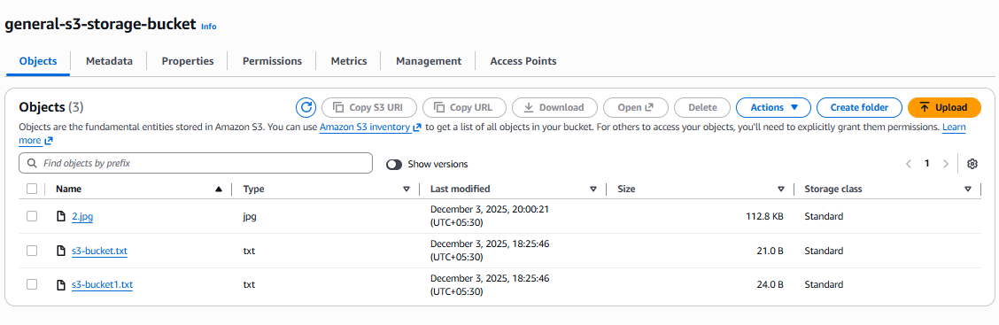 general-s3-storage-bucket Info
Objects Metadata Properties Permissions Metrics Management Access Points
Objects (3)
Copy S3 URI Copy URL Download Open Delete Actions Create folder Upload
Objects are the fundamental entities stored in Amazon S3. You can use Amazon S3 inventory to get a list of all objects in your bucket. For others to access your objects, you'll need to explicitly grant them permissions. Learn
more
Find objects by prefix Show versions 1
Name Type Last modified Size Storage class
2.jpg jpg December 3, 2025, 20:00:21 (UTC+05:30) 112.8 KB Standard
s3-bucket.txt txt December 3, 2025, 18:25:46 (UTC+05:30) 21.0 B Standard
s3-bucket1.txt txt December 3, 2025, 18:25:46 (UTC+05:30) 24.0 B Standard